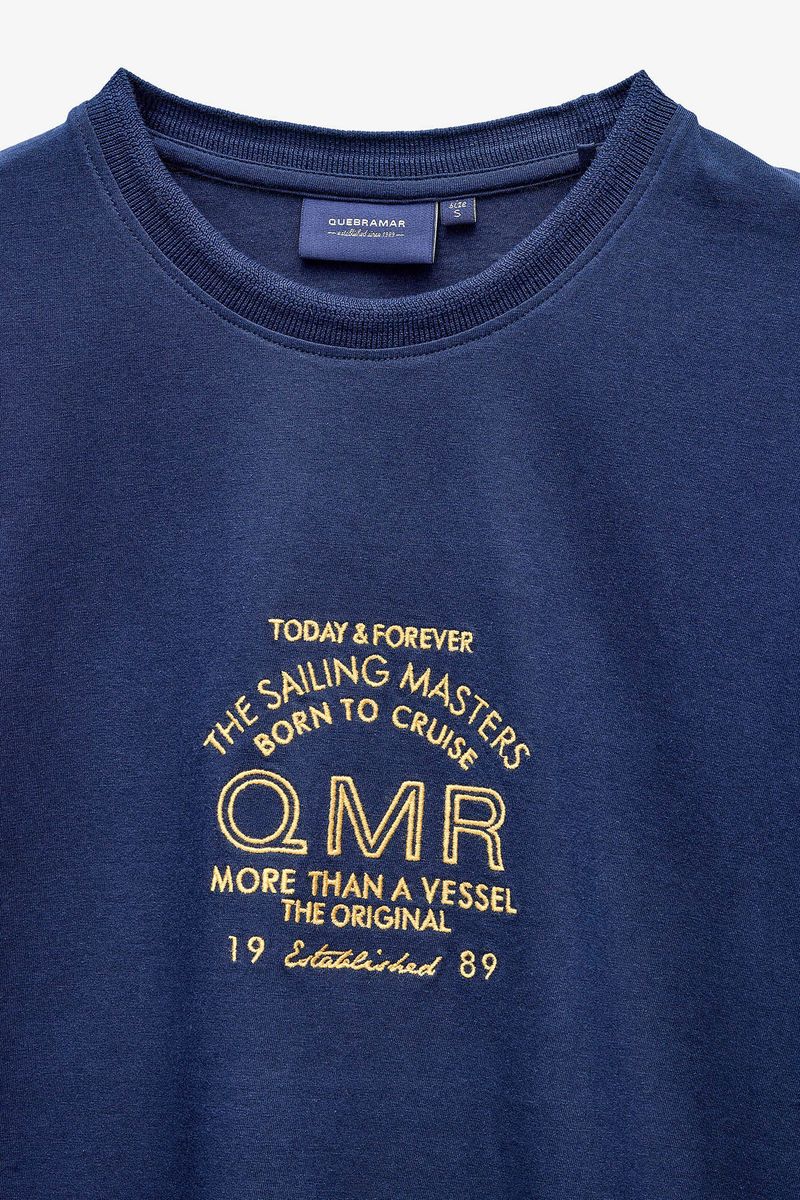 QUEBRAMAR
established since 1989
size
S
TODAY & FOREVER
THE SAILING MASTERS
BORN TO CRUISE
QMR
MORE THAN A VESSEL
THE ORIGINAL
19 Established 89